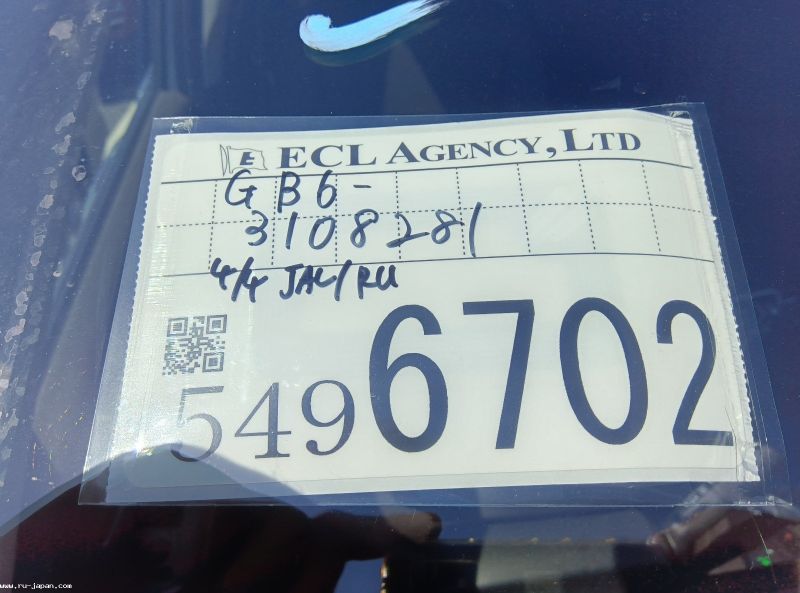 E ECL AGENCY, LTD
GB6-
3108281
4/4 JAL/RU
5496702
www.ru-japan.com